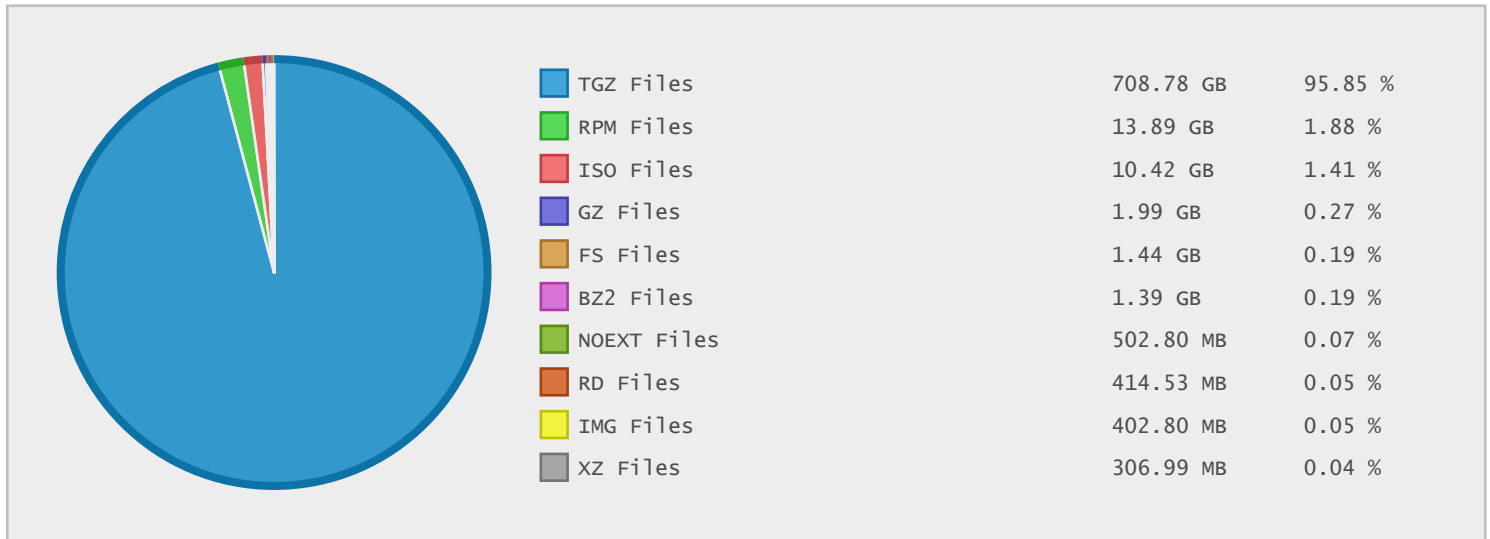 TGZ Files 708.78 GB 95.85 %
RPM Files 13.89 GB 1.88 %
ISO Files 10.42 GB 1.41 %
GZ Files 1.99 GB 0.27 %
FS Files 1.44 GB 0.19 %
BZ2 Files 1.39 GB 0.19 %
NOEXT Files 502.80 MB 0.07 %
RD Files 414.53 MB 0.05 %
IMG Files 402.80 MB 0.05 %
XZ Files 306.99 MB 0.04 %